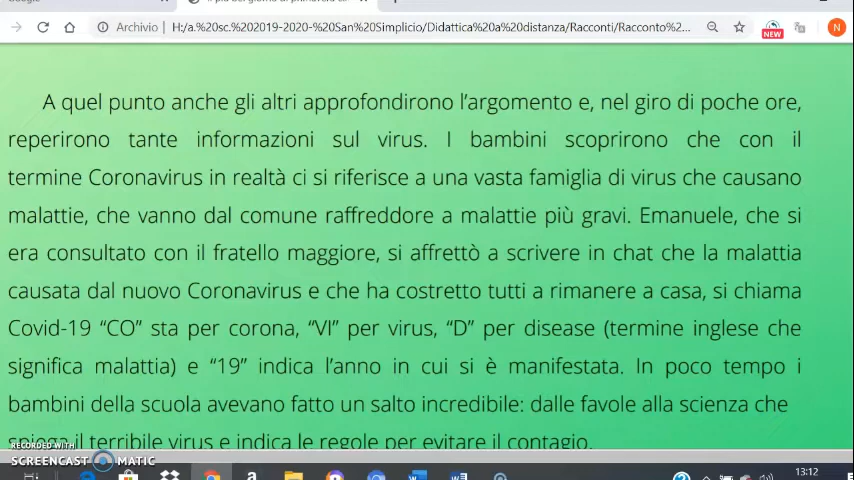 Archivio | H:/a.%20sc.%202019-2020-%20San%20Simplicio/Didattica%20a%20distanza/Racconti/Racconto%2...
NEW
N
A quel punto anche gli altri approfondirono l’argomento e, nel giro di poche ore,
reperirono tante informazioni sul virus. I bambini scoprirono che con il
termine Coronavirus in realtà ci si riferisce a una vasta famiglia di virus che causano
malattie, che vanno dal comune raffreddore a malattie più gravi. Emanuele, che si
era consultato con il fratello maggiore, si affrettò a scrivere in chat che la malattia
causata dal nuovo Coronavirus e che ha costretto tutti a rimanere a casa, si chiama
Covid-19 “CO” sta per corona, “VI” per virus, “D” per disease (termine inglese che
significa malattia) e “19” indica l’anno in cui si è manifestata. In poco tempo i
bambini della scuola avevano fatto un salto incredibile: dalle favole alla scienza che
il terribile virus e indica le regole per evitare il contagio.
RECORDED WITH
SCREENCAST MATIC
13:12